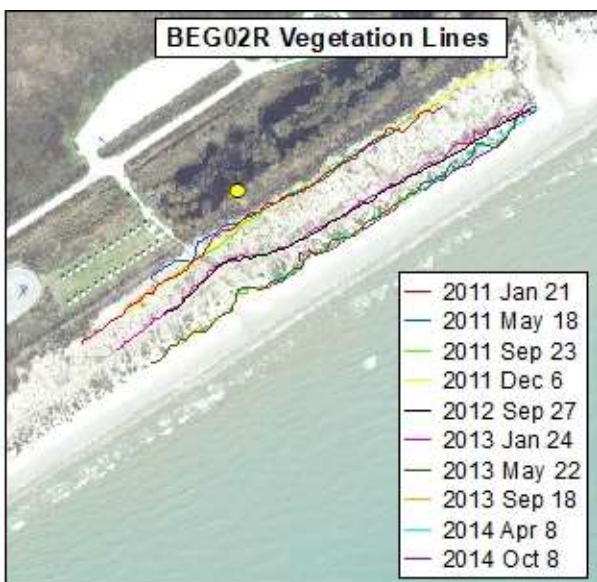 BEG02R Vegetation Lines
2011 Jan 21
2011 May 18
2011 Sep 23
2011 Dec 6
2012 Sep 27
2013 Jan 24
2013 May 22
2013 Sep 18
2014 Apr 8
2014 Oct 8